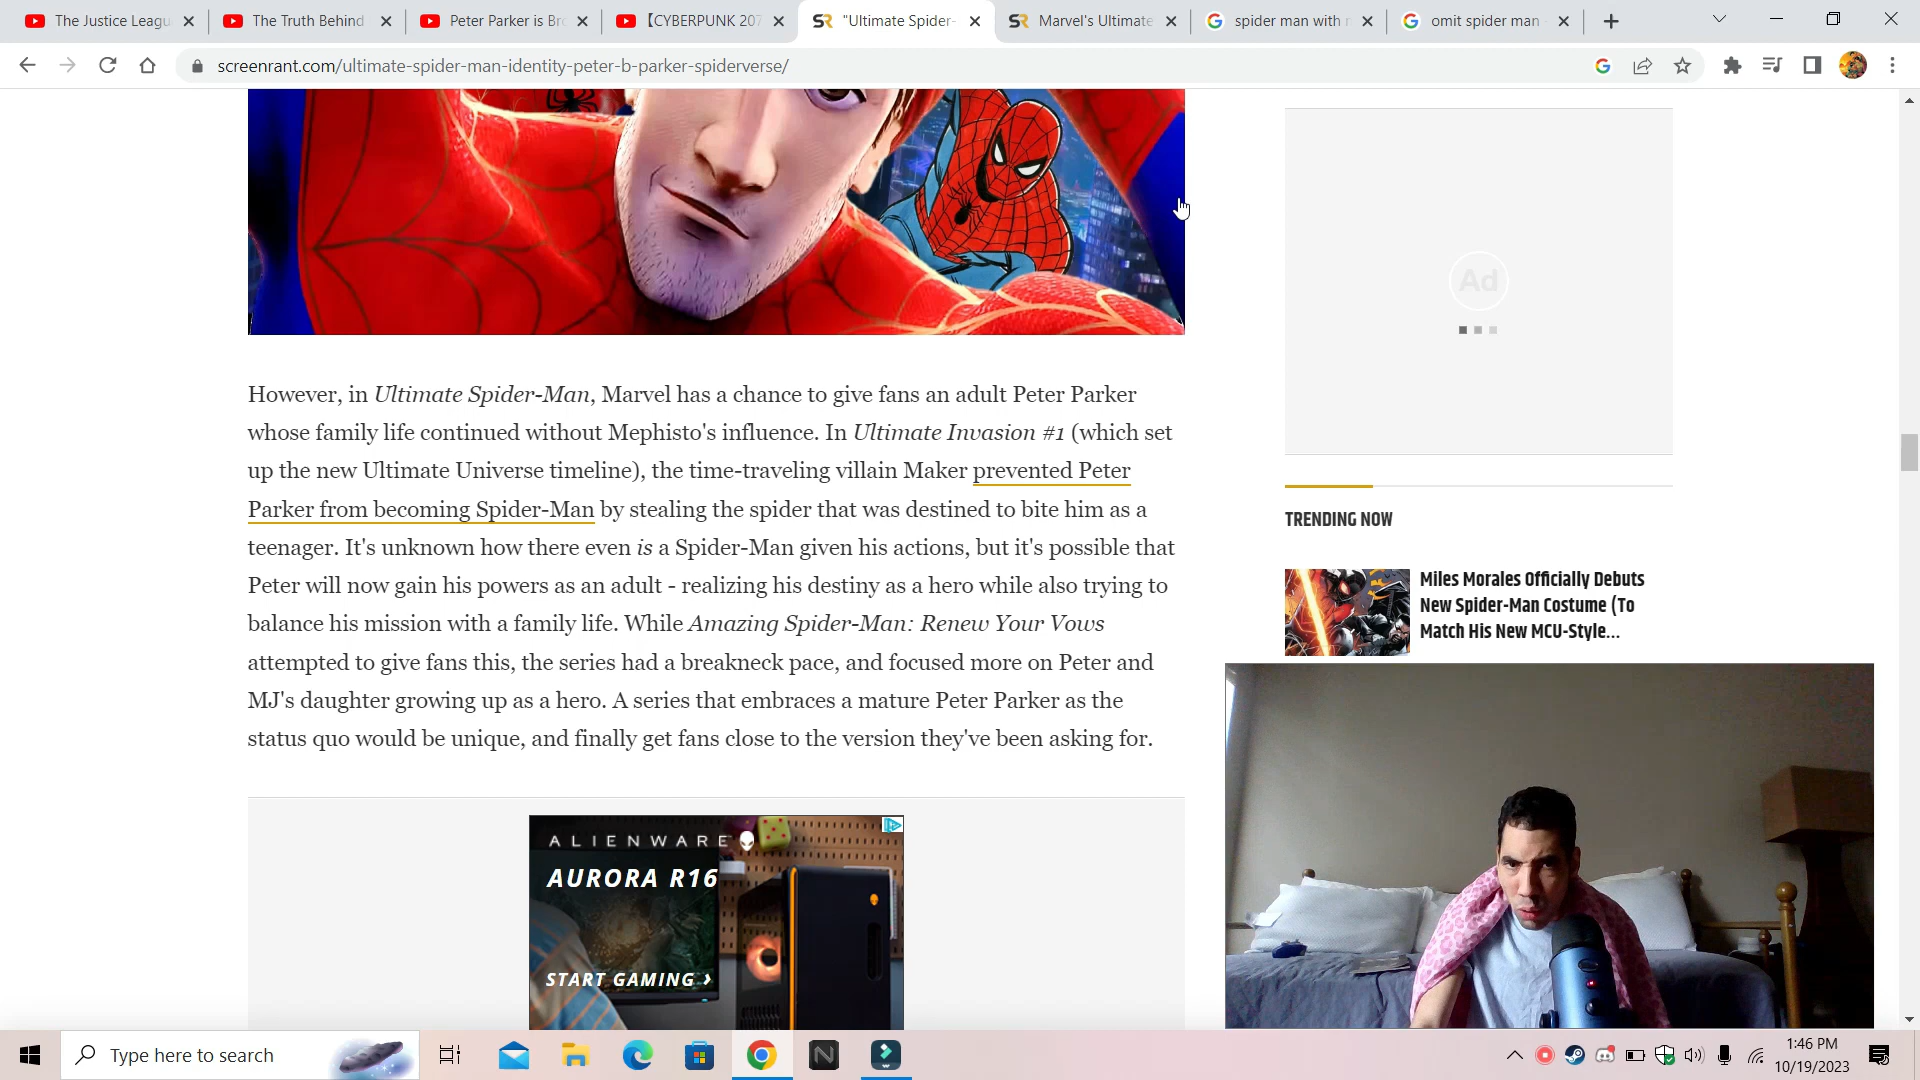 The Justice Leagu
The Truth Behind
Peter Parker is Bro
【CYBERPUNK 207
"Ultimate Spider-
Marvel's Ultimate
spider man with m
omit spider man -
screenrant.com/ultimate-spider-man-identity-peter-b-parker-spiderverse/
Ad
However, in Ultimate Spider-Man, Marvel has a chance to give fans an adult Peter Parker
whose family life continued without Mephisto's influence. In Ultimate Invasion #1 (which set
up the new Ultimate Universe timeline), the time-traveling villain Maker prevented Peter
Parker from becoming Spider-Man by stealing the spider that was destined to bite him as a
teenager. It's unknown how there even is a Spider-Man given his actions, but it's possible that
Peter will now gain his powers as an adult - realizing his destiny as a hero while also trying to
balance his mission with a family life. While Amazing Spider-Man: Renew Your Vows
attempted to give fans this, the series had a breakneck pace, and focused more on Peter and
MJ's daughter growing up as a hero. A series that embraces a mature Peter Parker as the
status quo would be unique, and finally get fans close to the version they've been asking for.
TRENDING NOW
Miles Morales Officially Debuts
New Spider-Man Costume (To
Match His New MCU-Style...
ALIENWARE
AURORA R16
START GAMING ›
Type here to search
1:46 PM
10/19/2023